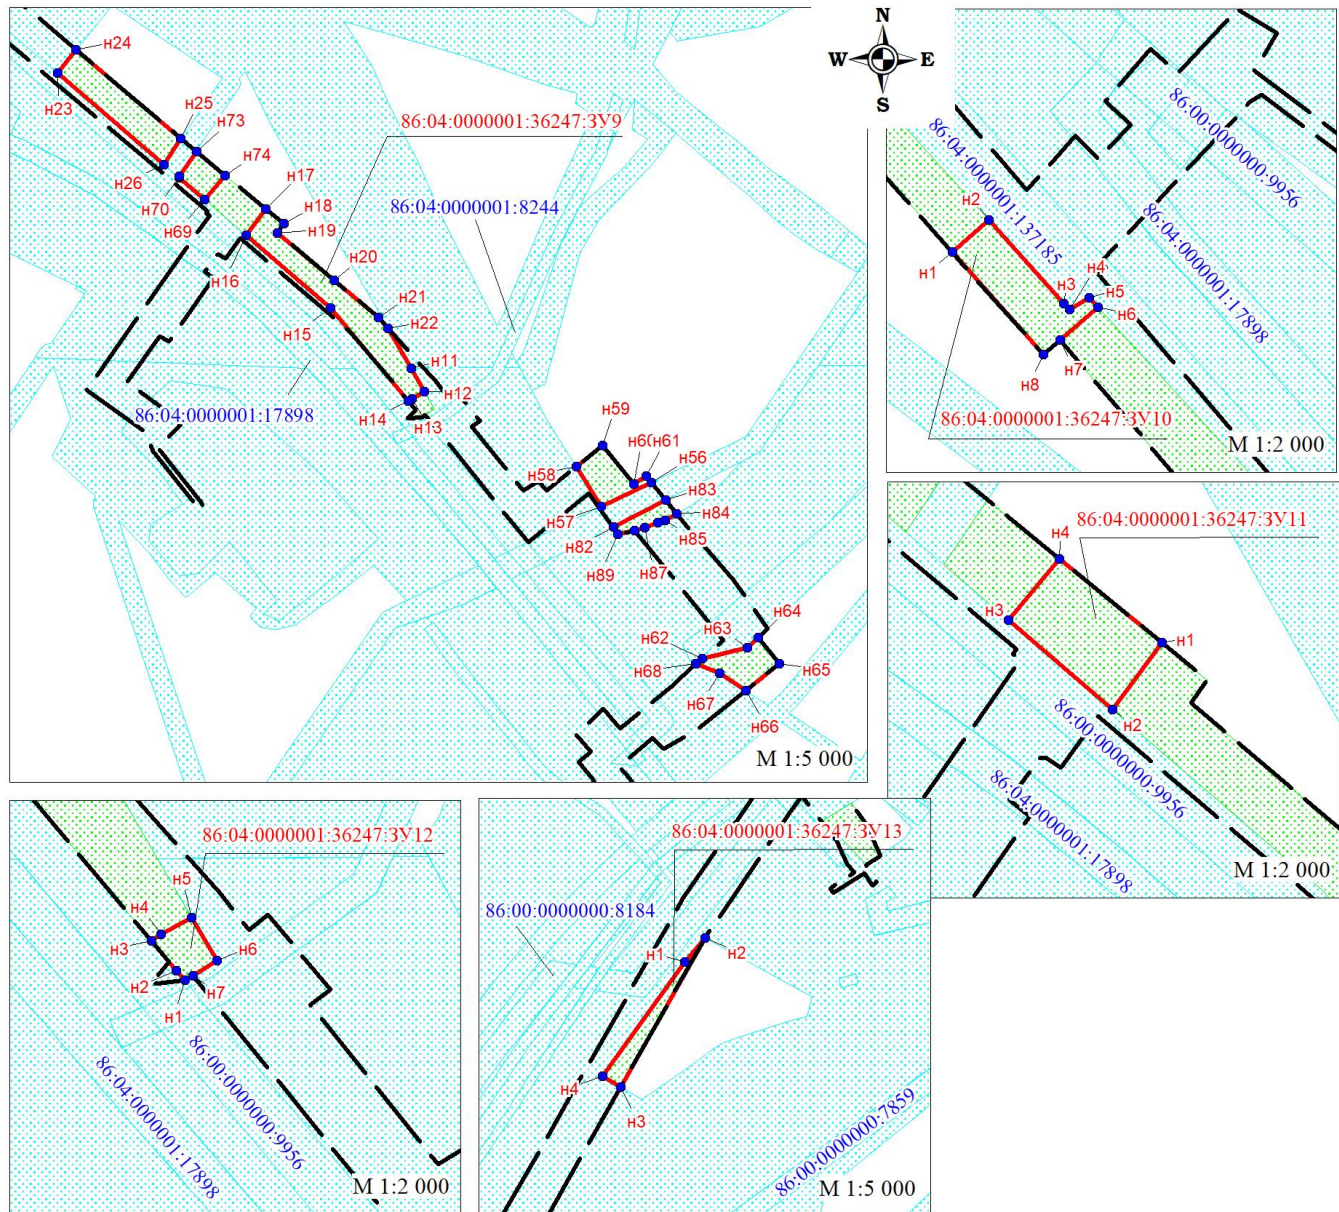 н24
н23
н25
н73
н26
н74
н70
н69
н17
н18
н19
н16
н20
н21
н15
н22
н11
н12
н14
н13
86:04:0000001:36247:ЗУ9
86:04:0000001:8244
86:04:0000001:17898
н59
н58
н60
н61
н56
н57
н83
н84
н82
н85
н89
н87
н64
н63
н62
н68
н65
н67
н66
М 1:5 000
N
W
E
S
86:00:0000000:9956
86:04:0000001:137185
86:04:0000001:17898
н2
н1
н3
н4
н5
н6
н7
н8
86:04:0000001:36247:ЗУ10
М 1:2 000
86:04:0000001:36247:ЗУ11
н4
н3
н1
н2
86:00:0000000:9956
86:04:0000001:17898
М 1:2 000
86:04:0000001:36247:ЗУ12
н5
н4
н3
н6
н2
н7
н1
86:00:0000000:9956
86:04:0000001:17898
М 1:2 000
86:04:0000001:36247:ЗУ13
86:00:0000000:8184
н1
н2
н4
н3
86:00:0000000:7859
М 1:5 000